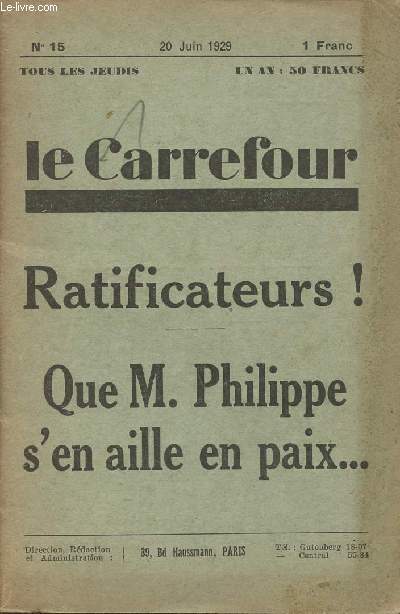 www.le-livre.com
N° 15 20 Juin 1929 1 Franc
TOUS LES JEUDIS UN AN : 50 FRANCS
le Carrefour
Ratificateurs !
Que M. Philippe
s'en aille en paix...
Direction, Rédaction
et Administration : 39, Bd Haussmann, PARIS
Tél. : Gutenberg 18-07
— Central 55-84